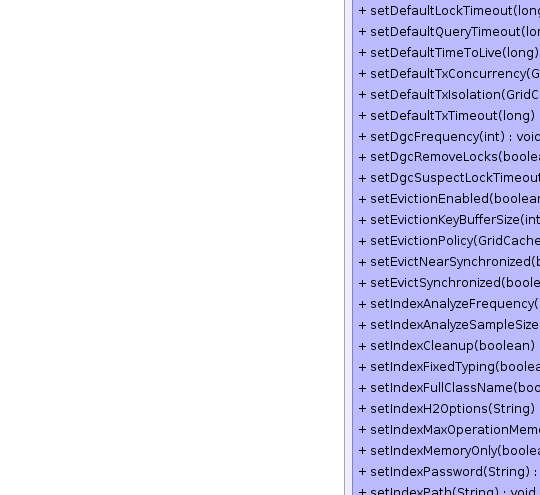 + setDefaultLockTimeout(long
+ setDefaultQueryTimeout(lon
+ setDefaultTimeToLive(long)
+ setDefaultTxConcurrency(G
+ setDefaultTxIsolation(GridC
+ setDefaultTxTimeout(long)
+ setDgcFrequency(int) : void
+ setDgcRemoveLocks(boolea
+ setDgcSuspectLockTimeout
+ setEvictionEnabled(boolean
+ setEvictionKeyBufferSize(int
+ setEvictionPolicy(GridCache
+ setEvictNearSynchronized(b
+ setEvictSynchronized(boole
+ setIndexAnalyzeFrequency(
+ setIndexAnalyzeSampleSize
+ setIndexCleanup(boolean)
+ setIndexFixedTyping(boolea
+ setIndexFullClassName(boo
+ setIndexH2Options(String)
+ setIndexMaxOperationMem
+ setIndexMemoryOnly(boolea
+ setIndexPassword(String) :
+ setIndexPath(String) : void